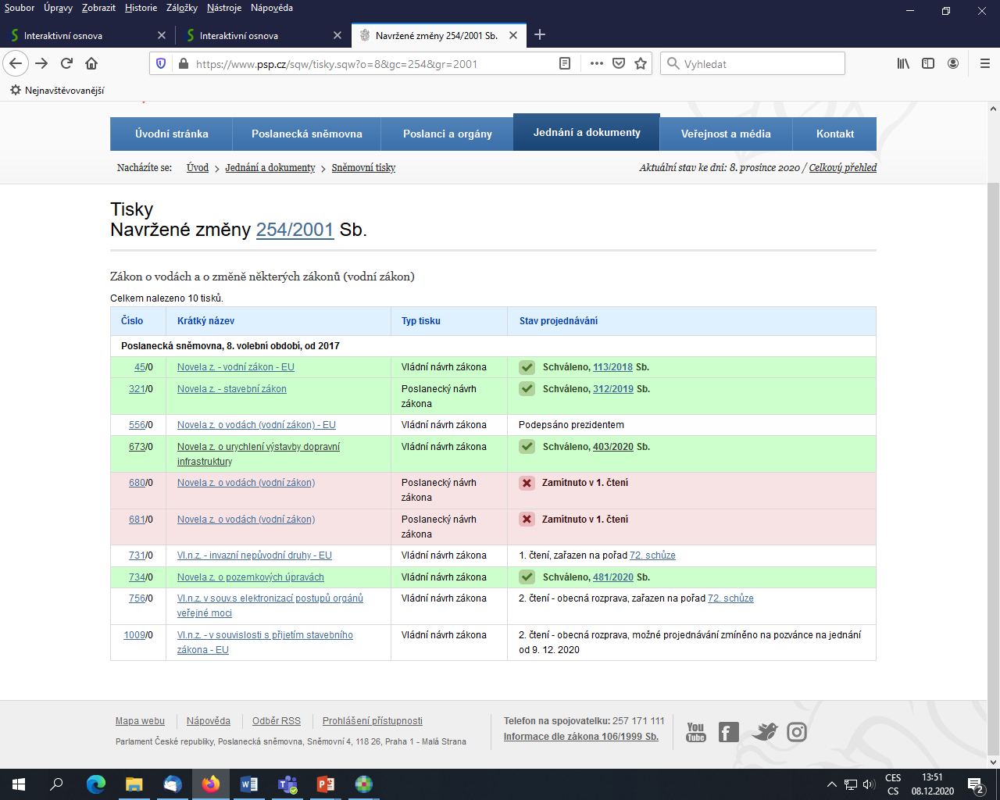 Soubor Úpravy Zobrazit Historie Záložky Nástroje Nápověda
Interaktivní osnova
Interaktivní osnova
Navržené změny 254/2001 Sb.
https://www.psp.cz/sqw/tisky.sqw?o=8&gc=254&gr=2001
Vyhledat
Nejnavštěvovanější
Úvodní stránka Poslanecká sněmovna Poslanci a orgány Jednání a dokumenty Veřejnost a média Kontakt
Nacházíte se: Úvod > Jednání a dokumenty > Sněmovní tisky
Aktuální stav ke dni: 8. prosince 2020 / Celkový přehled
Tisky
Navržené změny 254/2001 Sb.
Zákon o vodách a o změně některých zákonů (vodní zákon)
Celkem nalezeno 10 tisků.
Číslo Krátký název Typ tisku Stav projednávání
Poslanecká sněmovna, 8. volební období, od 2017
45/0 Novela z. - vodní zákon - EU Vládní návrh zákona Schváleno, 113/2018 Sb.
321/0 Novela z. - stavební zákon Poslanecký návrh zákona Schváleno, 312/2019 Sb.
556/0 Novela z. o vodách (vodní zákon) - EU Vládní návrh zákona Podepsáno prezidentem
673/0 Novela z. o urychlení výstavby dopravní infrastruktury Vládní návrh zákona Schváleno, 403/2020 Sb.
680/0 Novela z. o vodách (vodní zákon) Poslanecký návrh zákona Zamítnuto v 1. čtení
681/0 Novela z. o vodách (vodní zákon) Poslanecký návrh zákona Zamítnuto v 1. čtení
731/0 Vl.n.z. - invazní nepůvodní druhy - EU Vládní návrh zákona 1. čtení, zařazen na pořad 72. schůze
734/0 Novela z. o pozemkových úpravách Vládní návrh zákona Schváleno, 481/2020 Sb.
756/0 Vl.n.z. v souv.s elektronizací postupů orgánů veřejné moci Vládní návrh zákona 2. čtení - obecná rozprava, zařazen na pořad 72. schůze
1009/0 Vl.n.z. - v souvislosti s přijetím stavebního zákona - EU Vládní návrh zákona 2. čtení - obecná rozprava, možné projednávání zmíněno na pozvánce na jednání od 9. 12. 2020
Mapa webu Nápověda Odběr RSS Prohlášení přístupnosti
Parlament České republiky, Poslanecká sněmovna, Sněmovní 4, 118 26, Praha 1 - Malá Strana
Telefon na spojovatelku: 257 171 111
Informace dle zákona 106/1999 Sb.
You Tube
CES
CS
13:51
08.12.2020
2